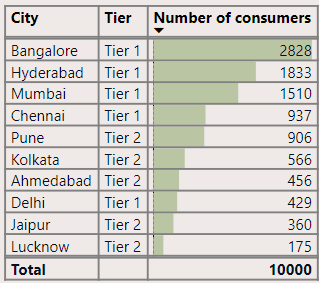 City Tier Number of consumers
Bangalore Tier 1 2828
Hyderabad Tier 1 1833
Mumbai Tier 1 1510
Chennai Tier 1 937
Pune Tier 2 906
Kolkata Tier 2 566
Ahmedabad Tier 2 456
Delhi Tier 1 429
Jaipur Tier 2 360
Lucknow Tier 2 175
Total 10000